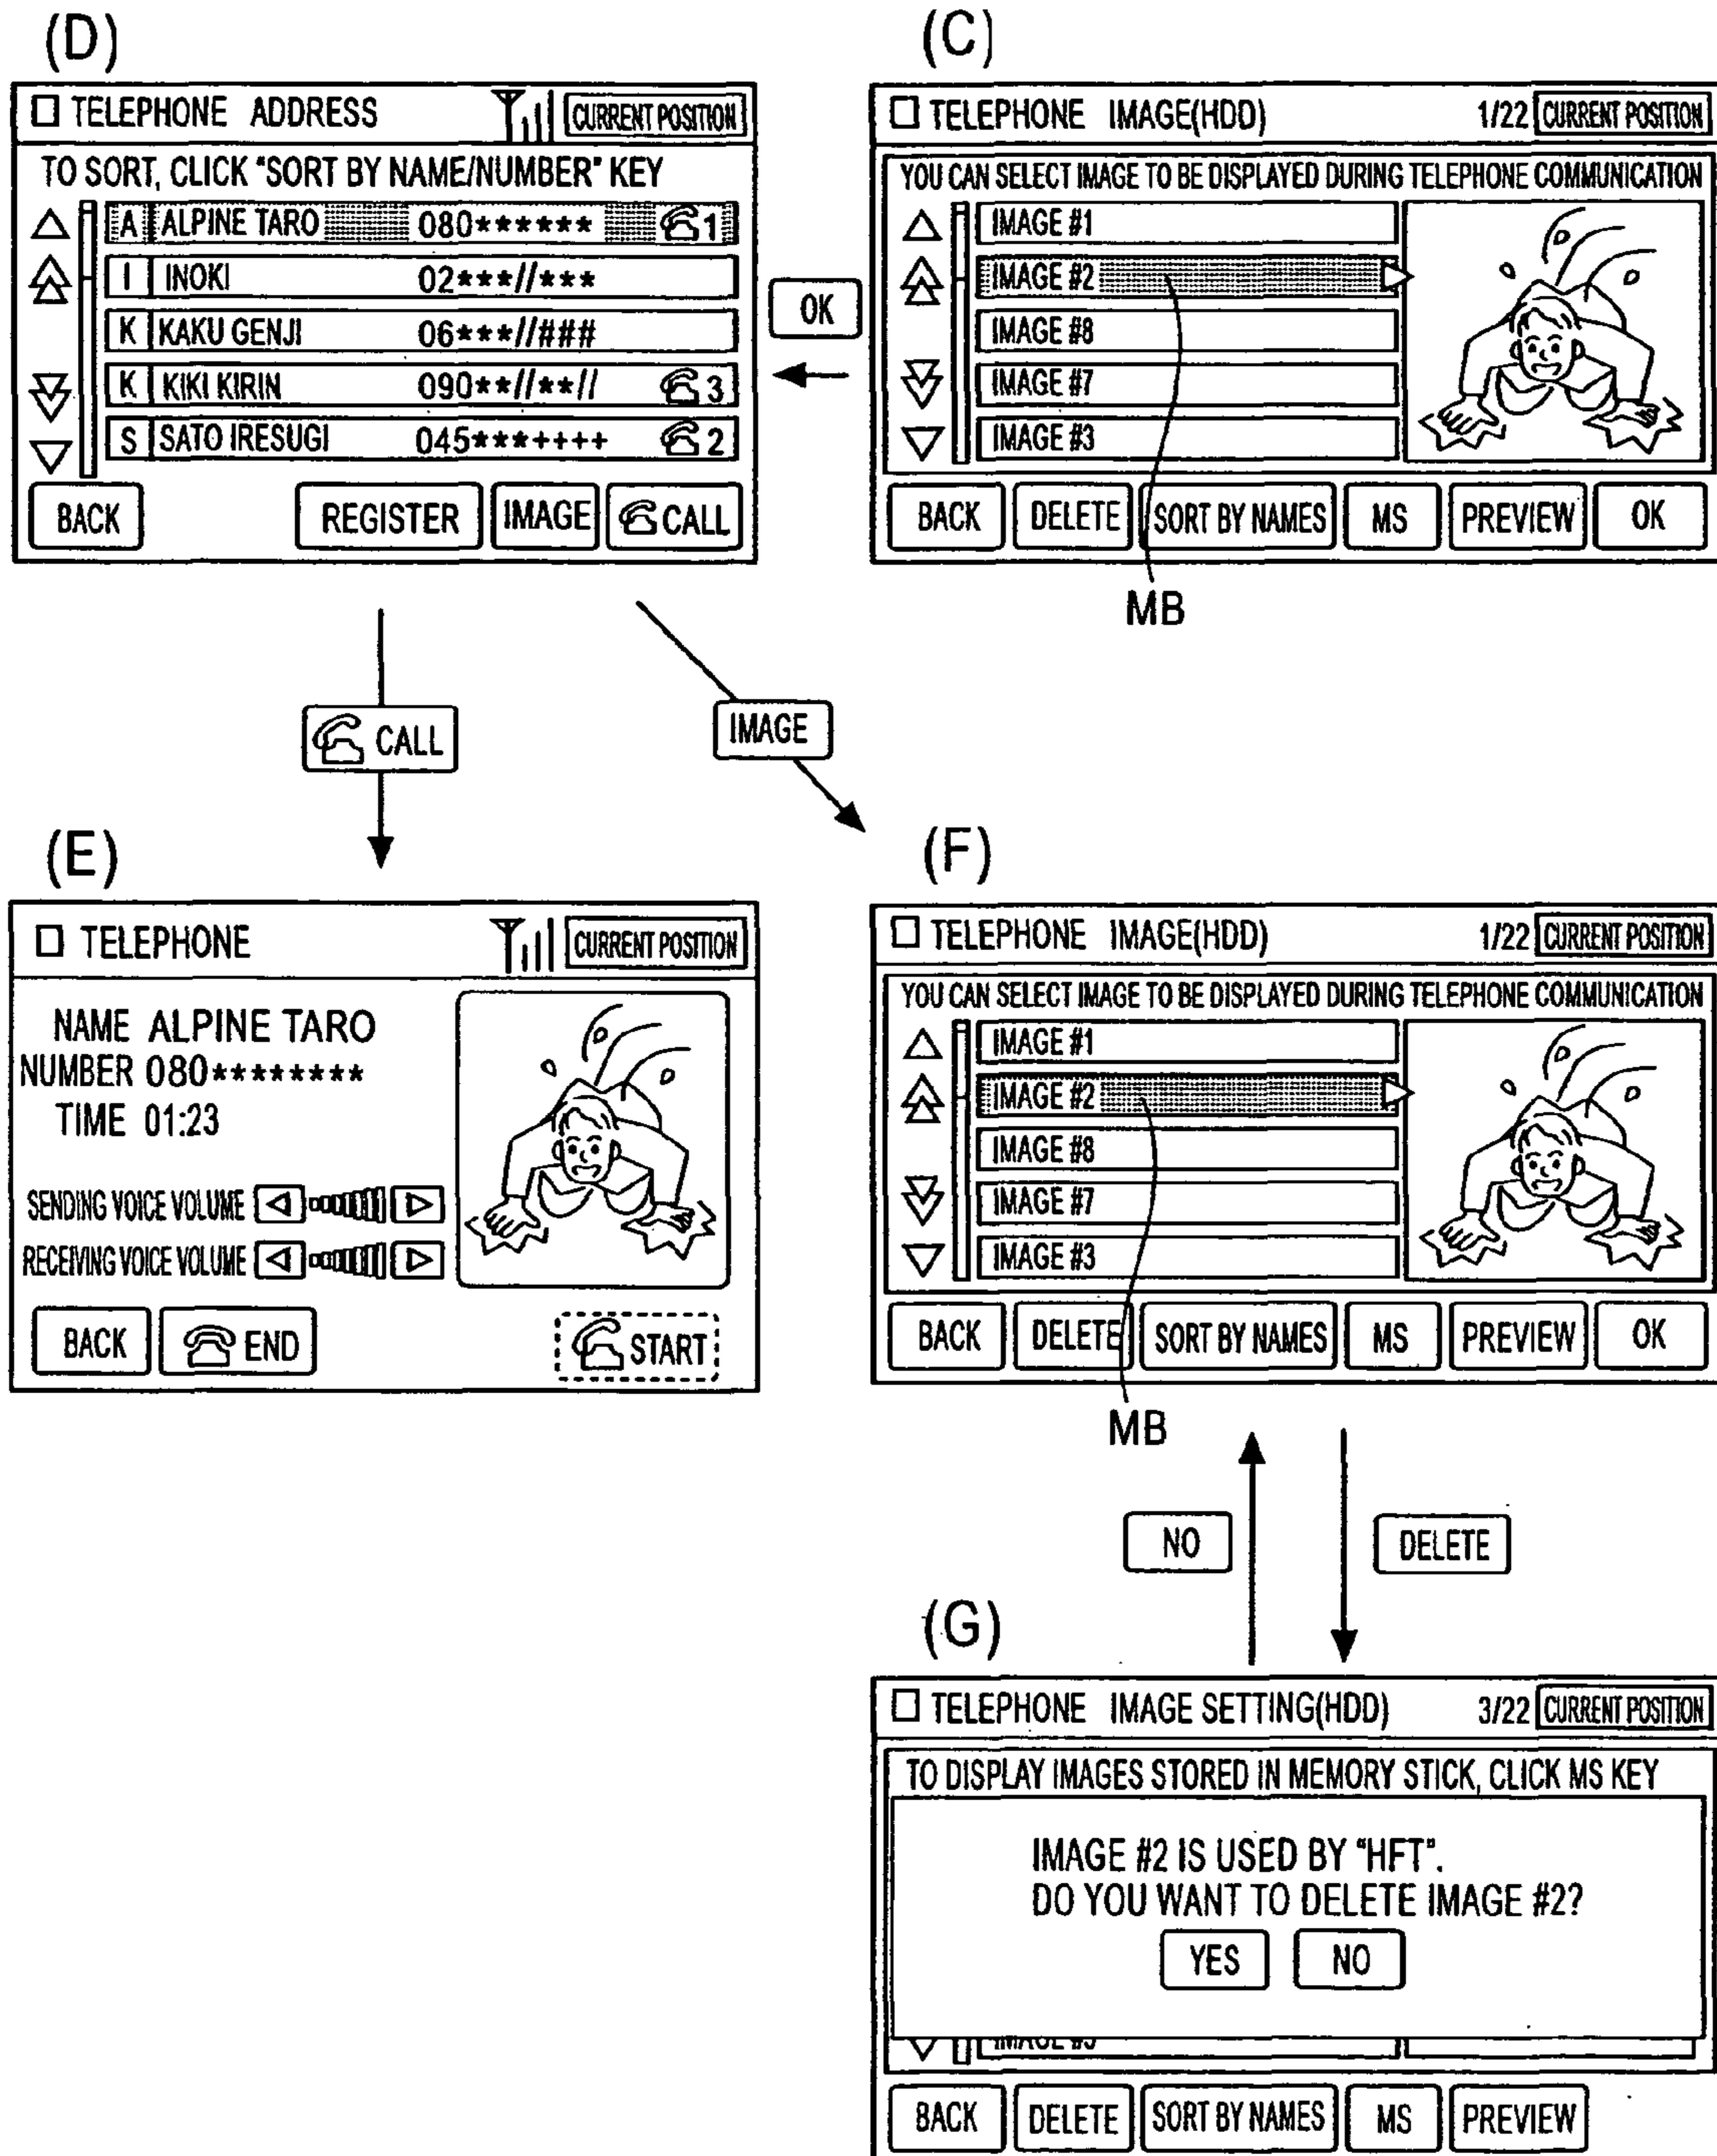 (D)
☐ TELEPHONE ADDRESS CURRENT POSITION
TO SORT, CLICK "SORT BY NAME/NUMBER" KEY
A ALPINE TARO 080****** 1
I INOKI 02***//***
K KAKU GENJI 06***//###
K KIKI KIRIN 090**//**// 3
S SATO IRESUGI 045***++++ 2
BACK REGISTER IMAGE CALL
OK
(C)
☐ TELEPHONE IMAGE(HDD) 1/22 CURRENT POSITION
YOU CAN SELECT IMAGE TO BE DISPLAYED DURING TELEPHONE COMMUNICATION
IMAGE #1
IMAGE #2
IMAGE #8
IMAGE #7
IMAGE #3
BACK DELETE SORT BY NAMES MS PREVIEW OK
MB
CALL
IMAGE
(E)
☐ TELEPHONE CURRENT POSITION
NAME ALPINE TARO
NUMBER 080********
TIME 01:23
SENDING VOICE VOLUME
RECEIVING VOICE VOLUME
BACK END START
(F)
☐ TELEPHONE IMAGE(HDD) 1/22 CURRENT POSITION
YOU CAN SELECT IMAGE TO BE DISPLAYED DURING TELEPHONE COMMUNICATION
IMAGE #1
IMAGE #2
IMAGE #8
IMAGE #7
IMAGE #3
BACK DELETE SORT BY NAMES MS PREVIEW OK
MB
NO
DELETE
(G)
☐ TELEPHONE IMAGE SETTING(HDD) 3/22 CURRENT POSITION
TO DISPLAY IMAGES STORED IN MEMORY STICK, CLICK MS KEY
IMAGE #2 IS USED BY "HFT".
DO YOU WANT TO DELETE IMAGE #2?
YES NO
BACK DELETE SORT BY NAMES MS PREVIEW